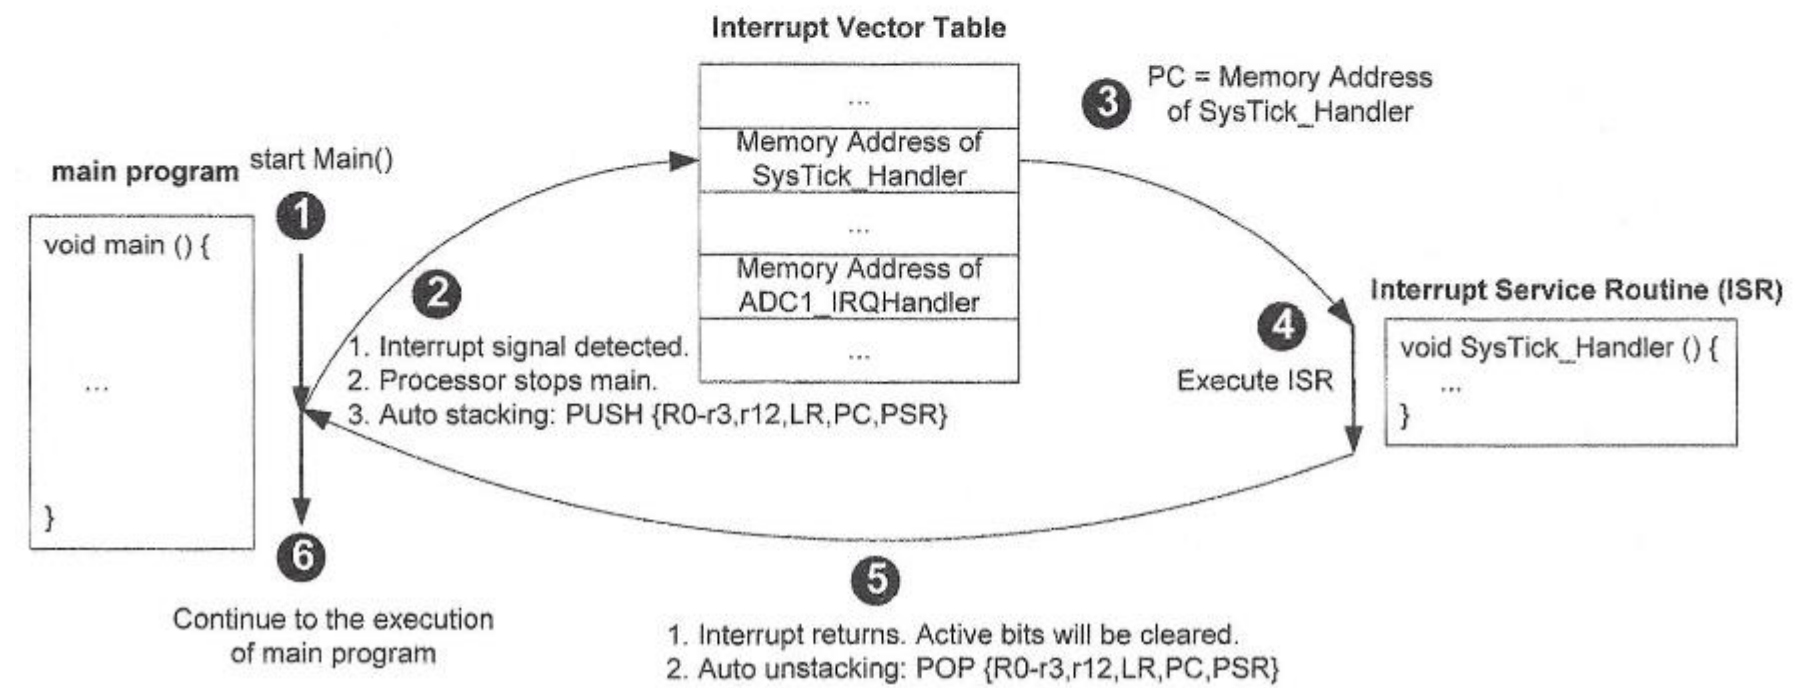 Interrupt Vector Table
...
Memory Address of
SysTick_Handler
...
Memory Address of
ADC1_IRQHandler
...
3
PC = Memory Address
of SysTick_Handler
main program
start Main()
1
void main () {
...
}
2
1. Interrupt signal detected.
2. Processor stops main.
3. Auto stacking: PUSH {R0-r3,r12,LR,PC,PSR}
4
Execute ISR
Interrupt Service Routine (ISR)
void SysTick_Handler () {
...
}
5
1. Interrupt returns. Active bits will be cleared.
2. Auto unstacking: POP {R0-r3,r12,LR,PC,PSR}
6
Continue to the execution
of main program